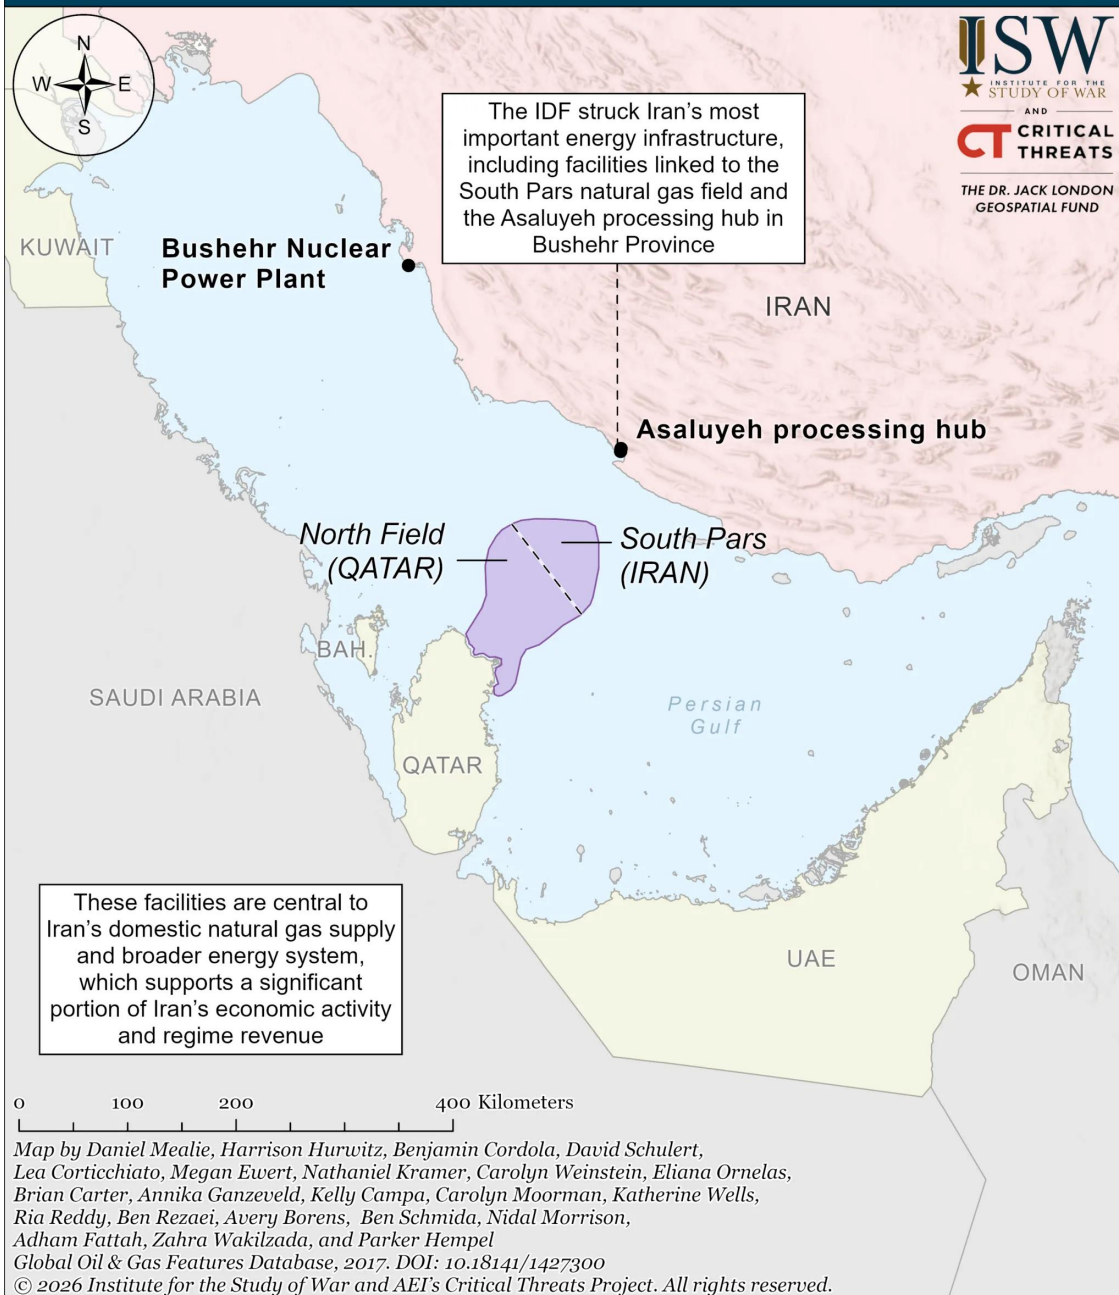 N
W
E
S
ISW
INSTITUTE FOR THE
STUDY OF WAR
AND
CT CRITICAL
THREATS
THE DR. JACK LONDON
GEOSPATIAL FUND
The IDF struck Iran's most
important energy infrastructure,
including facilities linked to the
South Pars natural gas field and
the Asaluyeh processing hub in
Bushehr Province
KUWAIT
Bushehr Nuclear
Power Plant
IRAN
Asaluyeh processing hub
North Field
(QATAR)
South Pars
(IRAN)
BAH.
SAUDI ARABIA
Persian
Gulf
QATAR
These facilities are central to
Iran's domestic natural gas supply
and broader energy system,
which supports a significant
portion of Iran's economic activity
and regime revenue
UAE
OMAN
0 100 200 400 Kilometers
Map by Daniel Mealie, Harrison Hurwitz, Benjamin Cordola, David Schulert,
Lea Corticchiato, Megan Ewert, Nathaniel Kramer, Carolyn Weinstein, Eliana Ornelas,
Brian Carter, Annika Ganzeveld, Kelly Campa, Carolyn Moorman, Katherine Wells,
Ria Reddy, Ben Rezaei, Avery Borens, Ben Schmida, Nidal Morrison,
Adham Fattah, Zahra Wakilzada, and Parker Hempel
Global Oil & Gas Features Database, 2017. DOI: 10.18141/1427300
© 2026 Institute for the Study of War and AEI's Critical Threats Project. All rights reserved.